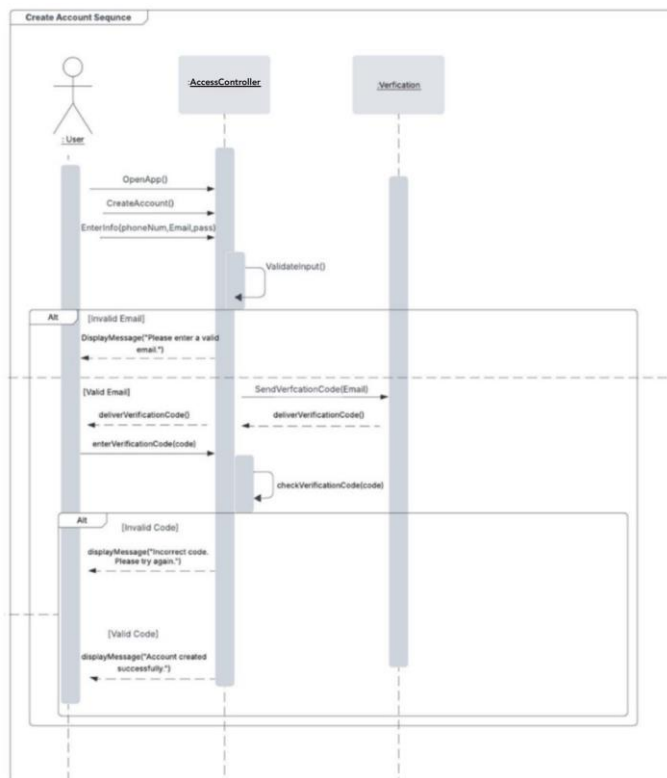 Create Account Sequnce
:AccessController
:Verfication
: User
OpenApp()
CreateAccount()
EnterInfo(phoneNum,Email,pass)
ValidateInput()
Alt
[Invalid Email]
DisplayMessage("Please enter a valid
email.")
[Valid Email]
SendVerfcationCode(Email)
deliverVerificationCode()
deliverVerificationCode()
enterVerificationCode(code)
checkVerificationCode(code)
Alt
[Invalid Code]
displayMessage("Incorrect code.
Please try again.")
[Valid Code]
displayMessage("Account created
successfully.")